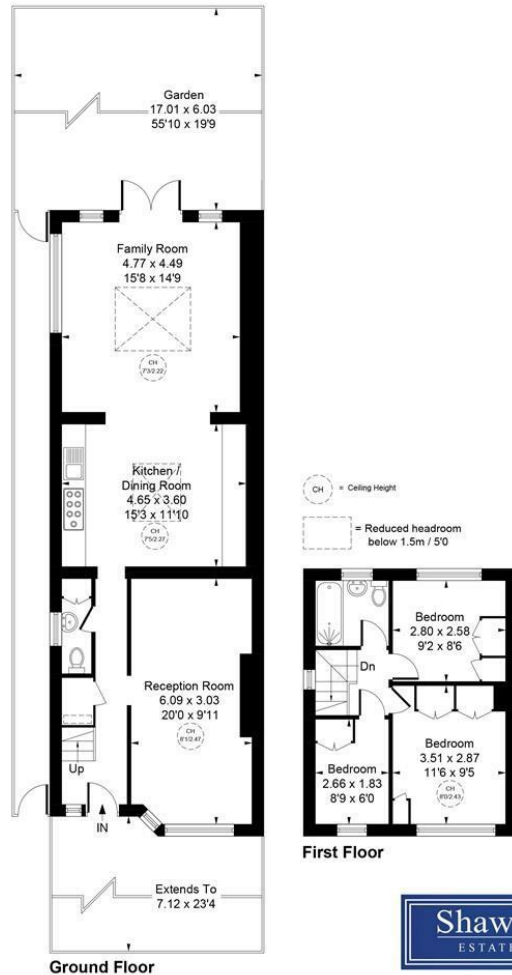 Garden
17.01 x 6.03
55'10 x 19'9
Family Room
4.77 x 4.49
15'8 x 14'9
CH
7'3/2.22
Kitchen /
Dining Room
4.65 x 3.60
15'3 x 11'10
CH
7'5/2.27
Reception Room
6.09 x 3.03
20'0 x 9'11
CH
8'1/2.47
Up
IN
Extends To
7.12 x 23'4
Ground Floor
CH = Ceiling Height
= Reduced headroom
below 1.5m / 5'0
Bedroom
2.80 x 2.58
9'2 x 8'6
Dn
Bedroom
3.51 x 2.87
11'6 x 9'5
CH
8'0/2.43
Bedroom
2.66 x 1.83
8'9 x 6'0
First Floor
Shaw
ESTATE